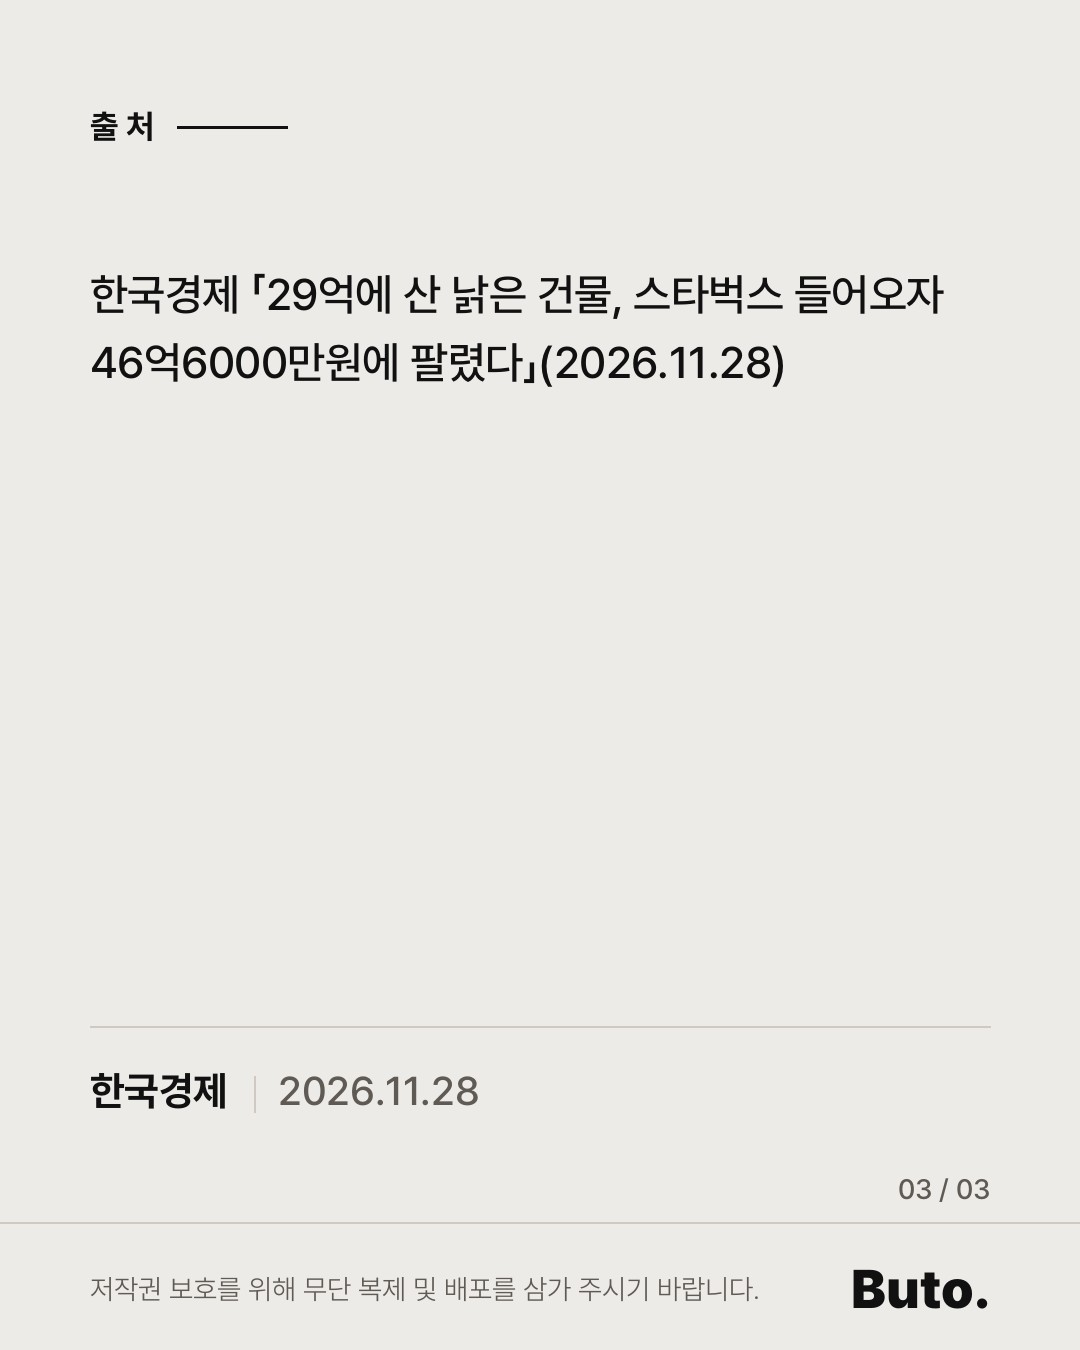 출처
한국경제 「29억에 산 낡은 건물, 스타벅스 들어오자
46억6000만원에 팔렸다」(2026.11.28)
한국경제 | 2026.11.28
03 / 03
저작권 보호를 위해 무단 복제 및 배포를 삼가 주시기 바랍니다.
Buto.